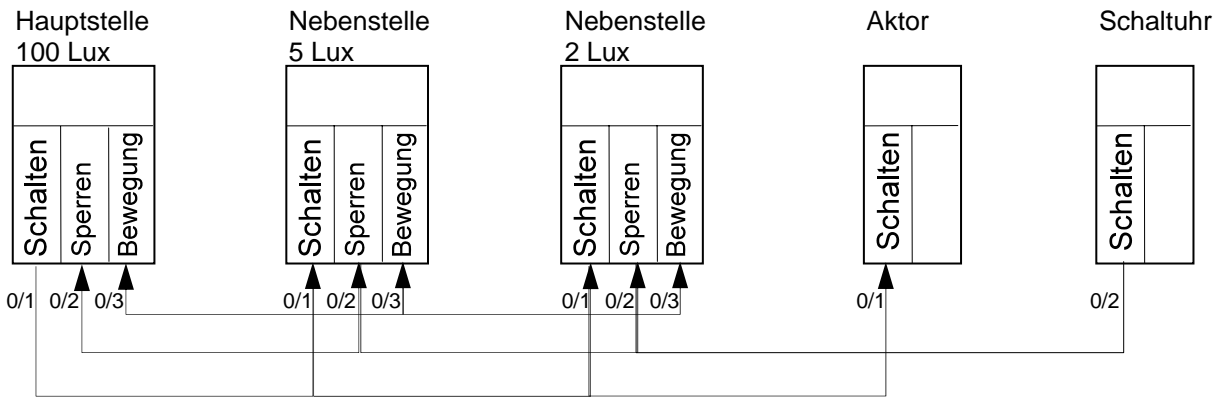 Hauptstelle
100 Lux
Nebenstelle
5 Lux
Nebenstelle
2 Lux
Aktor
Schaltuhr
Schalten
Sperren
Bewegung
Schalten
Sperren
Bewegung
Schalten
Sperren
Bewegung
Schalten
Schalten
0/1 0/2 0/3
0/1 0/2 0/3
0/1 0/2 0/3
0/1
0/2